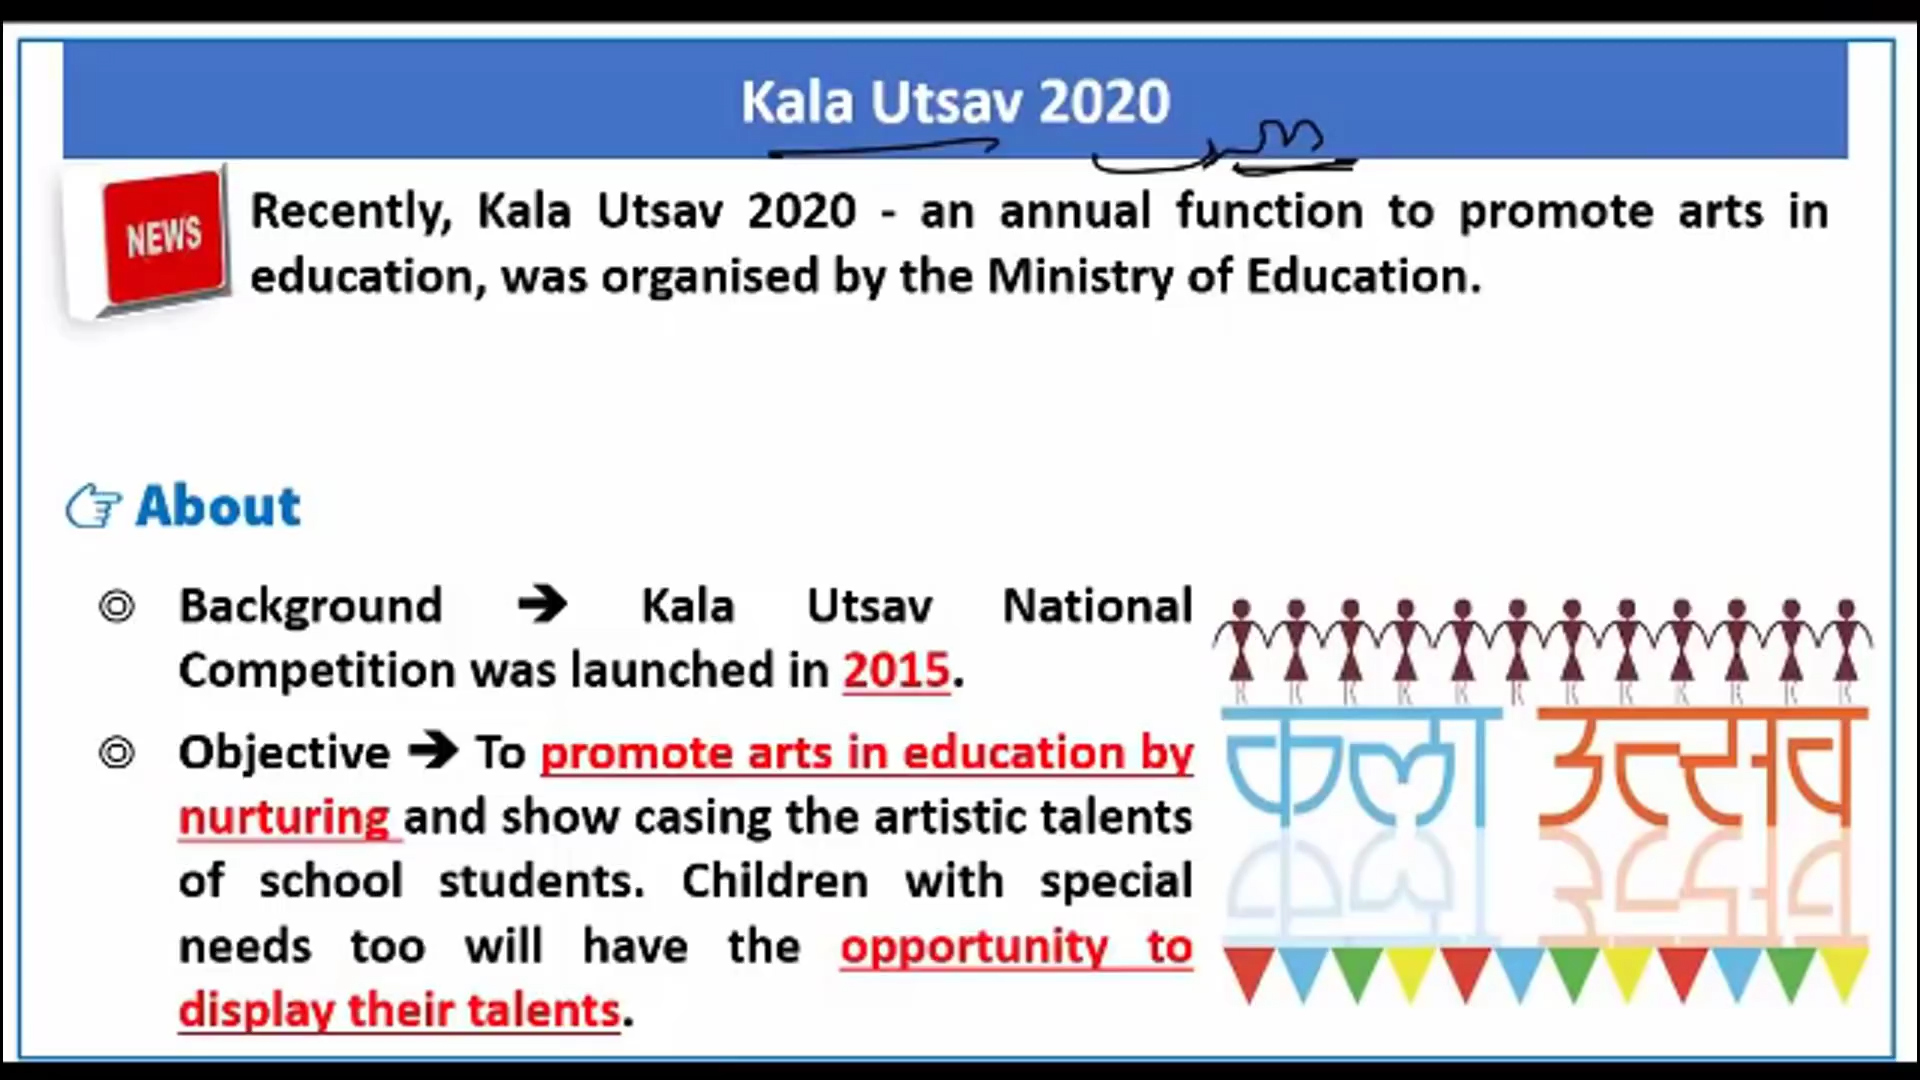 Kala Utsav 2020
NEWS
Recently, Kala Utsav 2020 - an annual function to promote arts in
education, was organised by the Ministry of Education.
About
Background ➔ Kala Utsav National
Competition was launched in 2015.
Objective ➔ To promote arts in education by
nurturing and show casing the artistic talents
of school students. Children with special
needs too will have the opportunity to
display their talents.
कला उत्सव